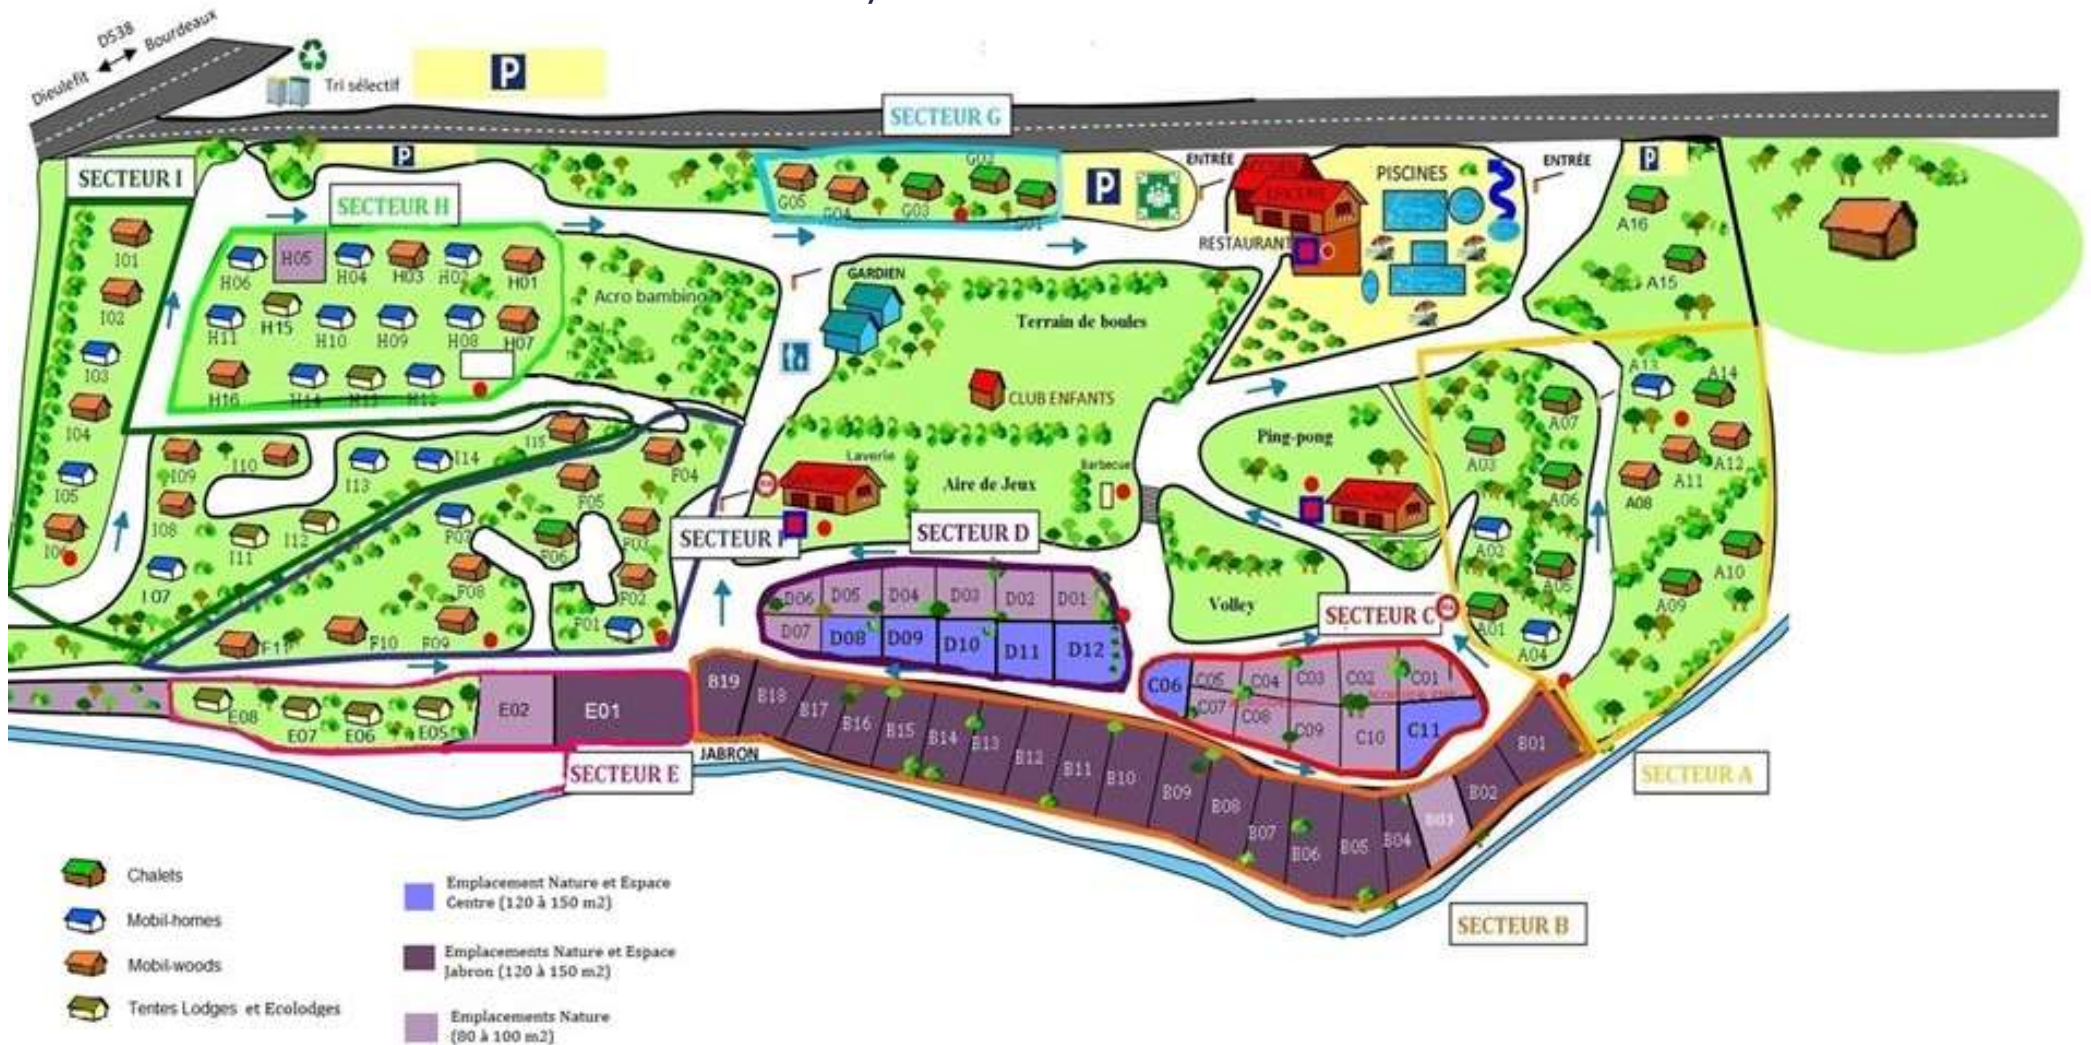 D538
Dieulefit
Bourdeaux
Tri sélectif
P
SECTEUR G
SECTEUR I
P
SECTEUR H
G05
G04
G03
G02
G01
P
ENTRÉE
ACCUEIL
EPICERIE
RESTAURANT
PISCINES
ENTRÉE
P
A16
A15
I01
I02
I03
I04
I05
I06
H06
H05
H04
H03
H02
H01
H11
H15
H10
H09
H08
H07
H16
H14
H13
H12
Acro bambino
GARDIEN
Terrain de boules
CLUB ENFANTS
Laverie
Aire de Jeux
Barbecue
Ping-pong
Volley
A13
A14
A07
A03
A06
A12
A11
A08
A02
A05
A10
A09
A01
A04
I15
I14
I13
I10
I09
I08
I11
I12
I 07
F04
F05
F07
F06
F03
F08
F02
F01
F09
F10
F11
SECTEUR F
SECTEUR D
D06
D05
D04
D03
D02
D01
D07
D08
D09
D10
D11
D12
SECTEUR C
C06
C05
C04
C03
C02
C01
C07
C08
C09
C10
C11
E08
E07
E06
E05
E02
E01
SECTEUR E
JABRON
B19
B18
B17
B16
B15
B14
B13
B12
B11
B10
B09
B08
B07
B06
B05
B04
B03
B02
B01
SECTEUR A
SECTEUR B
Chalets
Mobil-homes
Mobil-woods
Tentes Lodges et Ecolodges
Emplacement Nature et Espace
Centre (120 à 150 m2)
Emplacements Nature et Espace
Jabron (120 à 150 m2)
Emplacements Nature
(80 à 100 m2)